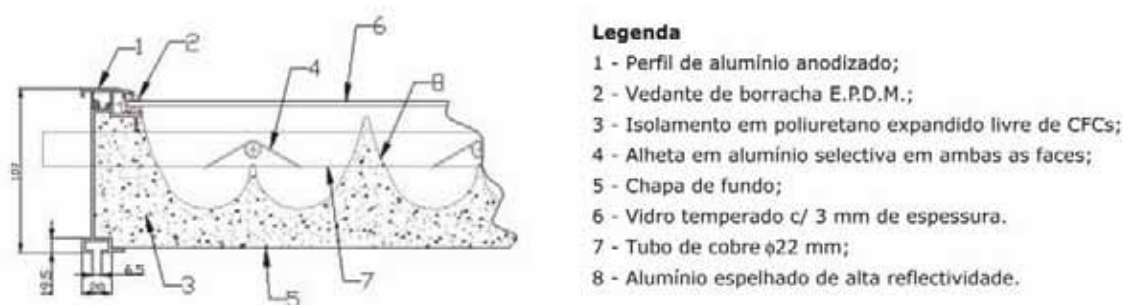 1
2
6
4
8
107
19.5
6.5
20
3
5
7
Legenda
1 - Perfil de alumínio anodizado;
2 - Vedante de borracha E.P.D.M.;
3 - Isolamento em poliuretano expandido livre de CFCs;
4 - Alheta em alumínio selectiva em ambas as faces;
5 - Chapa de fundo;
6 - Vidro temperado c/ 3 mm de espessura.
7 - Tubo de cobre ϕ22 mm;
8 - Alumínio espelhado de alta reflectividade.